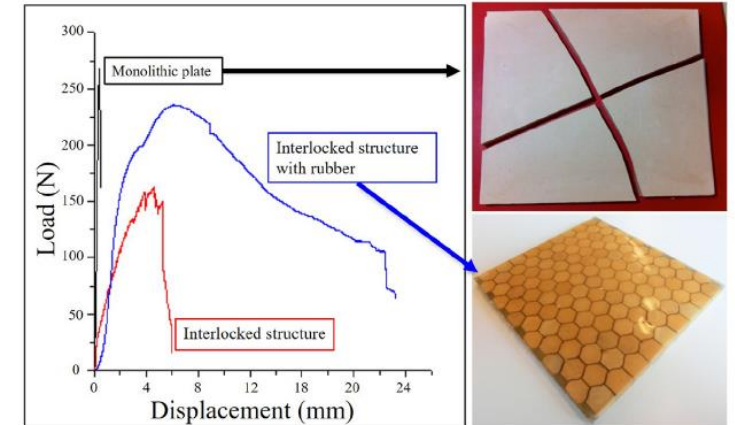 300
250
200
150
100
50
0
Load (N)
Monolithic plate
Interlocked structure
with rubber
Interlocked structure
0
4
8
12
16
20
24
Displacement (mm)